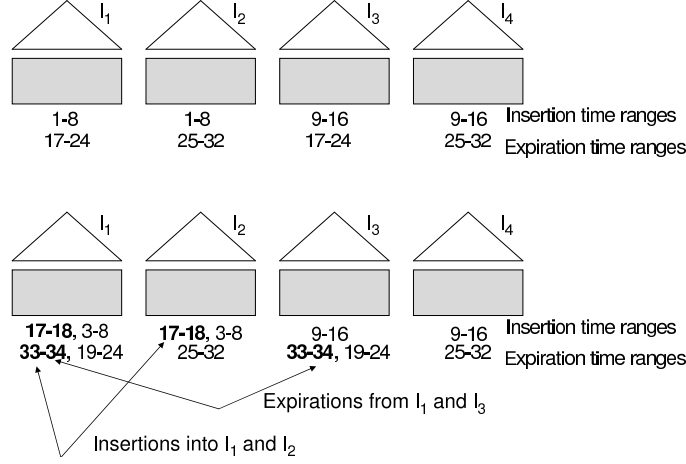 I1 I2 I3 I4
1-8 1-8 9-16 9-16 Insertion time ranges
17-24 25-32 17-24 25-32 Expiration time ranges
I1 I2 I3 I4
17-18, 3-8 17-18, 3-8 9-16 9-16 Insertion time ranges
33-34, 19-24 25-32 33-34, 19-24 25-32 Expiration time ranges
Expirations from I1 and I3
Insertions into I1 and I2